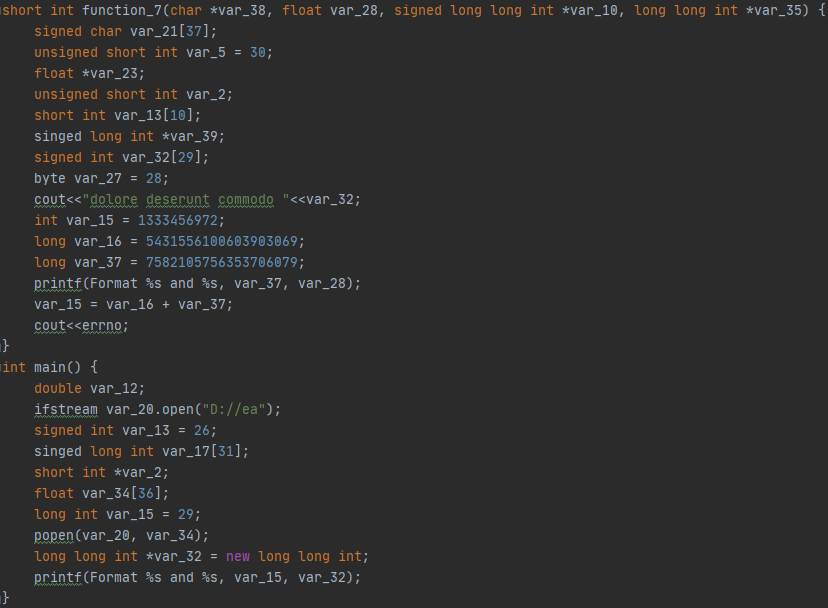 short int function_7(char *var_38, float var_28, signed long long int *var_10, long long int *var_35) {
signed char var_21[37];
unsigned short int var_5 = 30;
float *var_23;
unsigned short int var_2;
short int var_13[10];
singed long int *var_39;
signed int var_32[29];
byte var_27 = 28;
cout<<"dolore deserunt commodo "<<var_32;
int var_15 = 1333456972;
long var_16 = 5431556100603903069;
long var_37 = 7582105756353706079;
printf(Format %s and %s, var_37, var_28);
var_15 = var_16 + var_37;
cout<<errno;
}
int main() {
double var_12;
ifstream var_20.open("D://ea");
signed int var_13 = 26;
singed long int var_17[31];
short int *var_2;
float var_34[36];
long int var_15 = 29;
popen(var_20, var_34);
long long int *var_32 = new long long int;
printf(Format %s and %s, var_15, var_32);
}